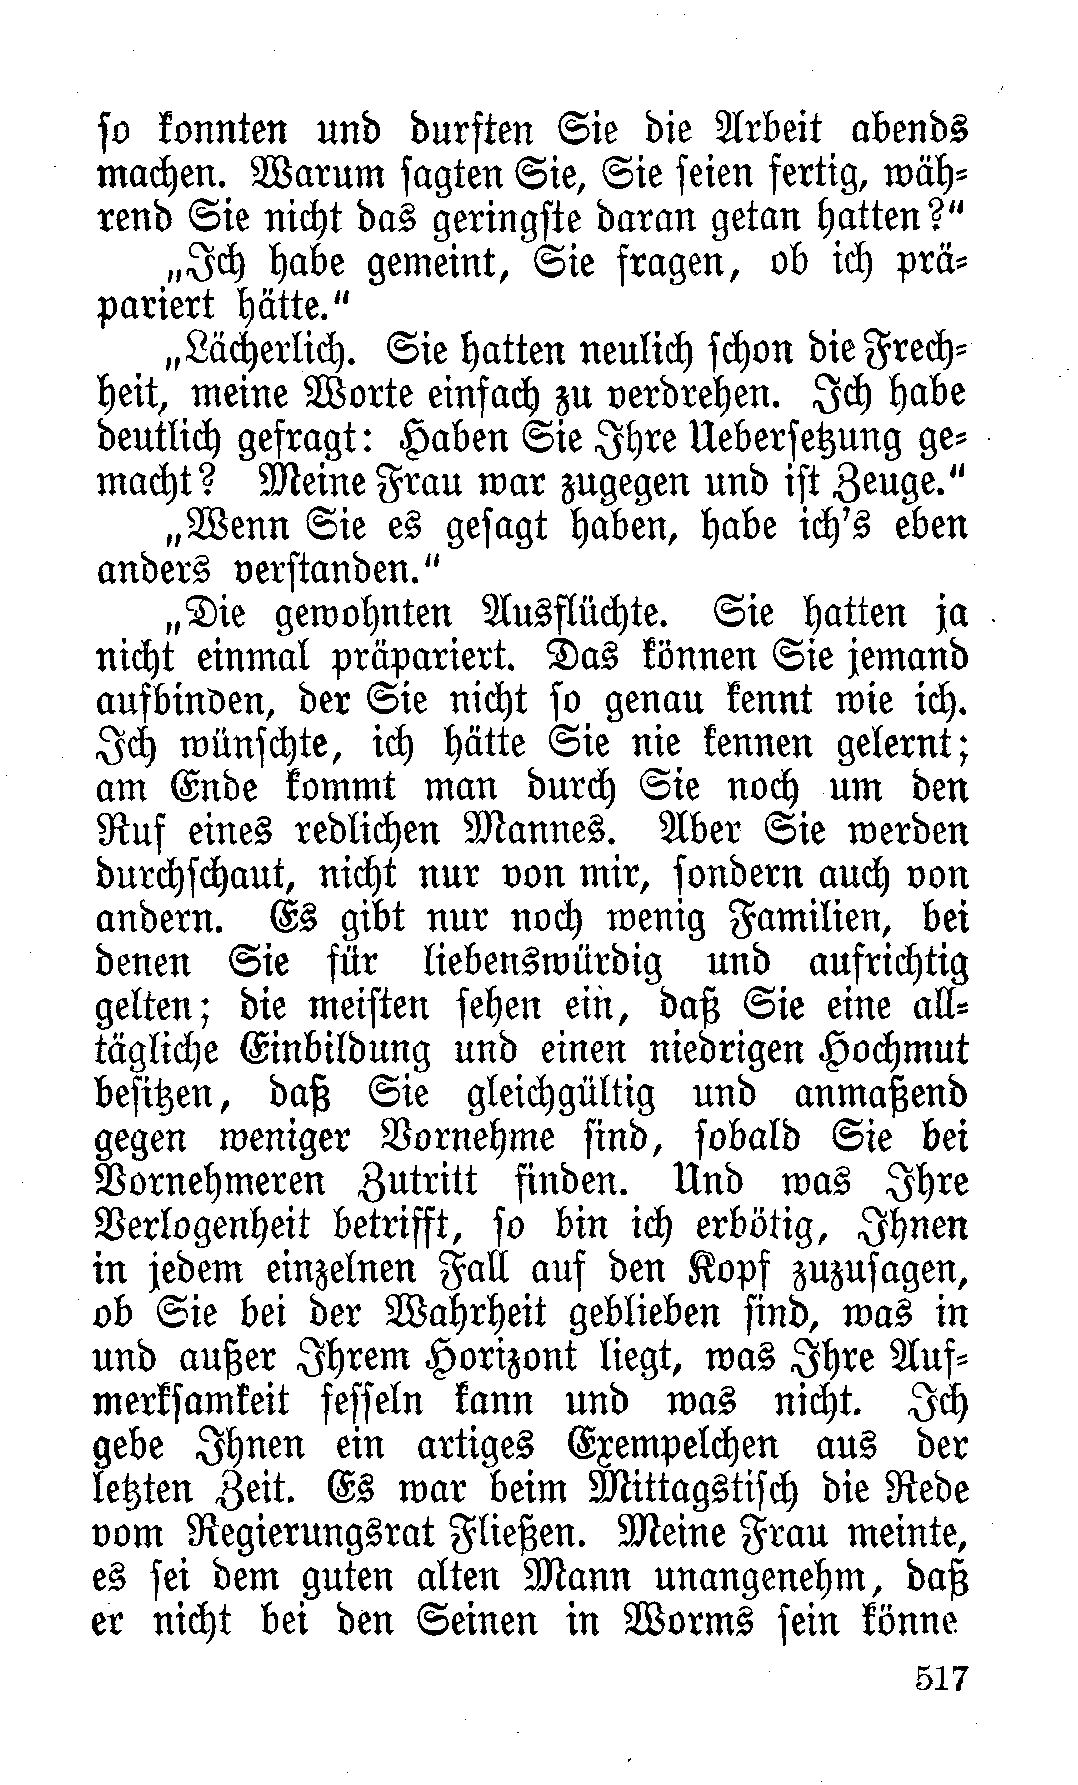 so konnten und durften Sie die Arbeit abends
machen. Warum sagten Sie, Sie seien fertig, wäh-
rend Sie nicht das geringste daran getan hatten?“
„Ich habe gemeint, Sie fragen, ob ich prä-
pariert hätte.“
„Lächerlich. Sie hatten neulich schon die Frech-
heit, meine Worte einfach zu verdrehen. Ich habe
deutlich gefragt: Haben Sie Ihre Uebersetzung ge-
macht? Meine Frau war zugegen und ist Zeuge.“
„Wenn Sie es gesagt haben, habe ich's eben
anders verstanden.“
„Die gewohnten Ausflüchte. Sie hatten ja
nicht einmal präpariert. Das können Sie jemand
aufbinden, der Sie nicht so genau kennt wie ich.
Ich wünschte, ich hätte Sie nie kennen gelernt;
am Ende kommt man durch Sie noch um den
Ruf eines redlichen Mannes. Aber Sie werden
durchschaut, nicht nur von mir, sondern auch von
andern. Es gibt nur noch wenig Familien, bei
denen Sie für liebenswürdig und aufrichtig
gelten; die meisten sehen ein, daß Sie eine all-
tägliche Einbildung und einen niedrigen Hochmut
besitzen, daß Sie gleichgültig und anmaßend
gegen weniger Vornehme sind, sobald Sie bei
Vornehmeren Zutritt finden. Und was Ihre
Verlogenheit betrifft, so bin ich erbötig, Ihnen
in jedem einzelnen Fall auf den Kopf zuzusagen,
ob Sie bei der Wahrheit geblieben sind, was in
und außer Ihrem Horizont liegt, was Ihre Auf-
merksamkeit fesseln kann und was nicht. Ich
gebe Ihnen ein artiges Exempelchen aus der
letzten Zeit. Es war beim Mittagstisch die Rede
vom Regierungsrat Fließen. Meine Frau meinte,
es sei dem guten alten Mann unangenehm, daß
er nicht bei den Seinen in Worms sein könne
517